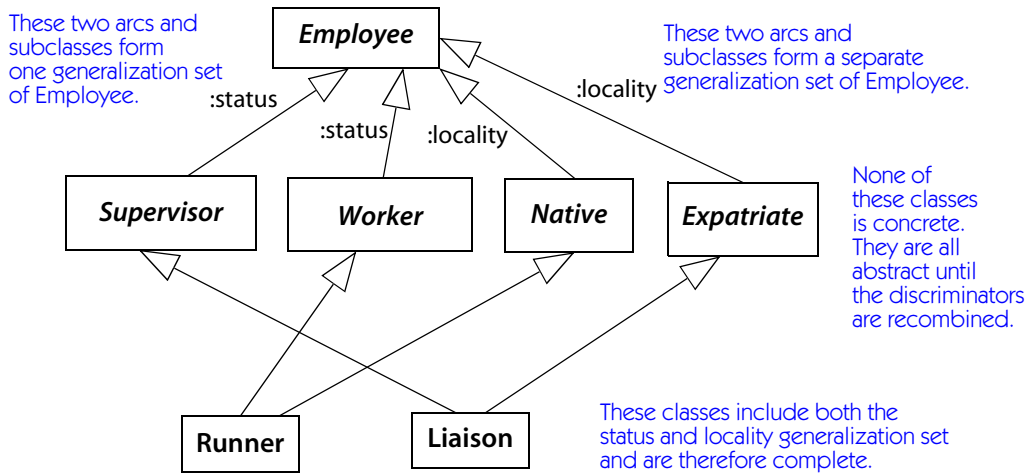 These two arcs and
subclasses form
one generalization set
of Employee.
Employee
These two arcs and
subclasses form a separate
generalization set of Employee.
:status
:status
:locality
:locality
Supervisor
Worker
Native
Expatriate
None of
these classes
is concrete.
They are all
abstract until
the discriminators
are recombined.
Runner
Liaison
These classes include both the
status and locality generalization set
and are therefore complete.